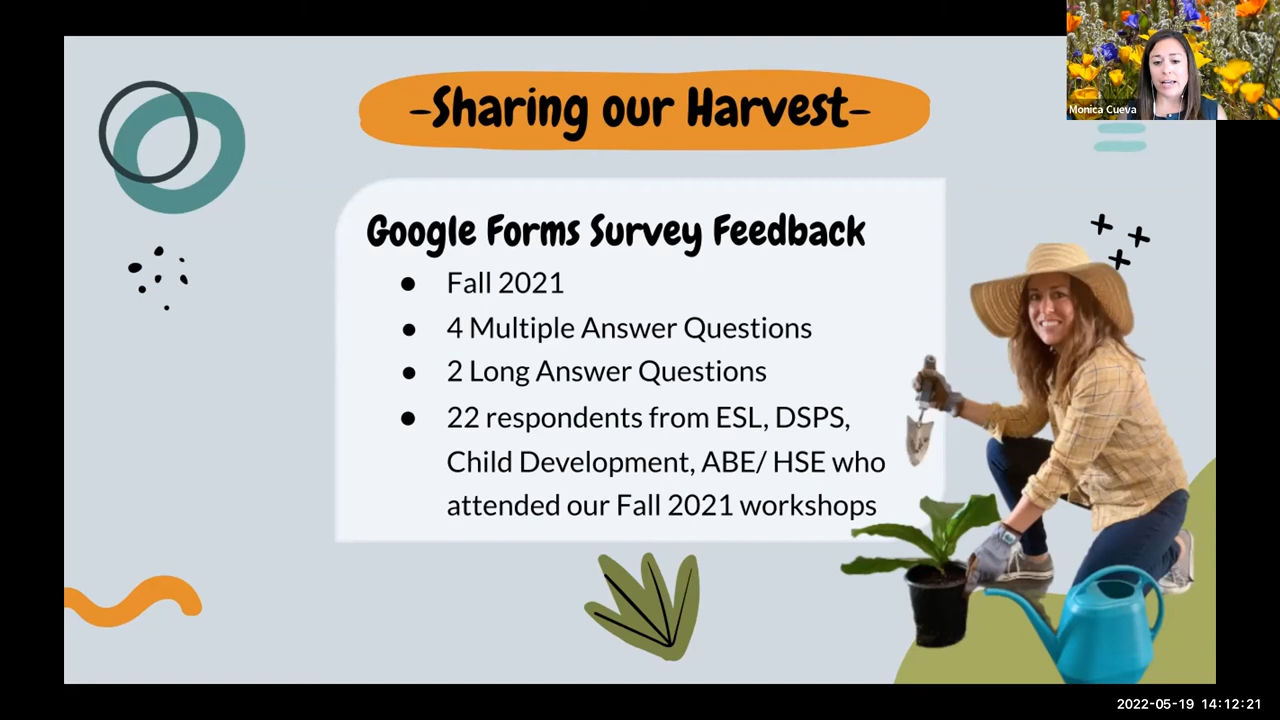 -Sharing our Harvest-
Monica Cueva
Google Forms Survey Feedback
● Fall 2021
● 4 Multiple Answer Questions
● 2 Long Answer Questions
● 22 respondents from ESL, DSPS,
Child Development, ABE/ HSE who
attended our Fall 2021 workshops
2022-05-19 14:12:21